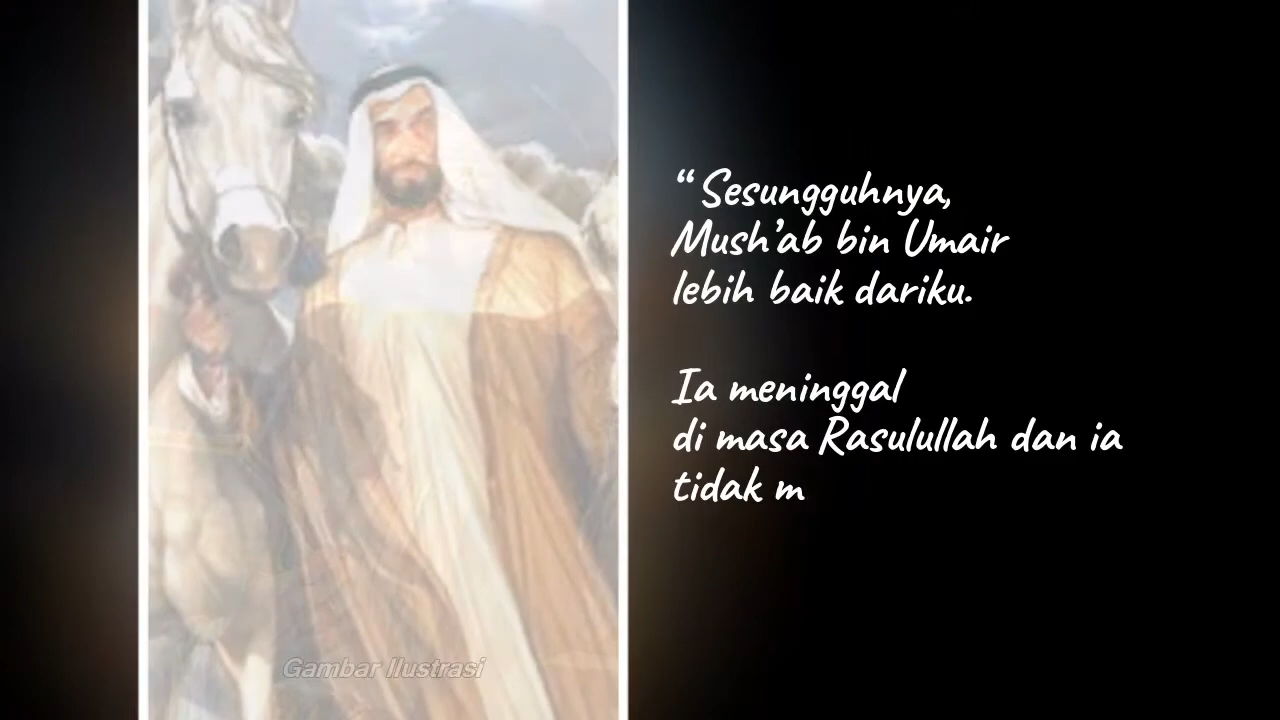 “ Sesungguhnya,
Mush’ab bin Umair
lebih baik dariku.
Ia meninggal
di masa Rasulullah dan ia
tidak m
Gambar Ilustrasi